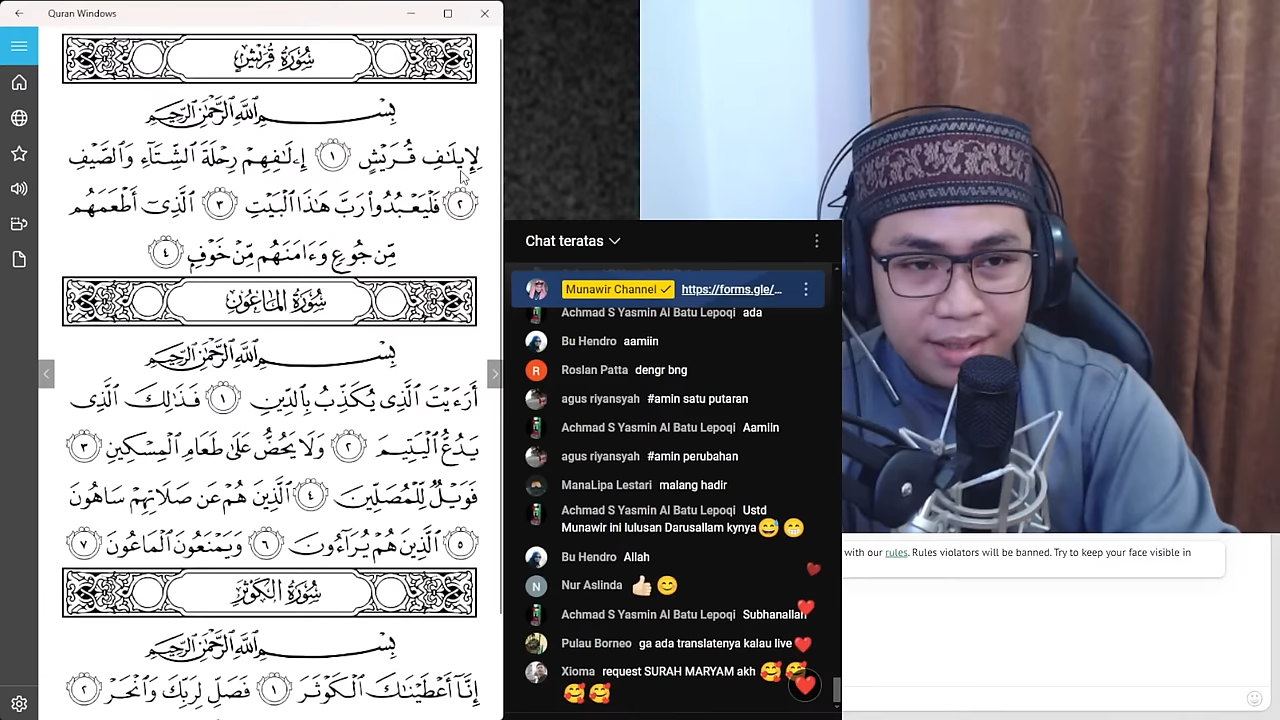 Quran Windows
سُورَةُ قُرَيْشٍ
بِسْمِ ٱللَّهِ ٱلرَّحْمَٰنِ ٱلرَّحِيمِ
لِإِيلَٰفِ قُرَيْشٍ ١ إِۦلَٰفِهِمْ رِحْلَةَ ٱلشِّتَآءِ وَٱلصَّيْفِ
٢ فَلْيَعْبُدُوا۟ رَبَّ هَٰذَا ٱلْبَيْتِ ٣ ٱلَّذِىٓ أَطْعَمَهُم
مِّن جُوعٍ وَءَامَنَهُم مِّنْ خَوْفٍۭ ٤
سُورَةُ المَاعُونِ
بِسْمِ ٱللَّهِ ٱلرَّحْمَٰنِ ٱلرَّحِيمِ
أَرَءَيْتَ ٱلَّذِى يُكَذِّبُ بِٱلدِّينِ ١ فَذَٰلِكَ ٱلَّذِى
يَدُعُّ ٱلْيَتِيمَ ٢ وَلَا يَحُضُّ عَلَىٰ طَعَامِ ٱلْمِسْكِينِ ٣
فَوَيْلٌ لِّلْمُصَلِّينَ ٤ ٱلَّذِينَ هُمْ عَن صَلَاتِهِمْ سَاهُونَ
٥ ٱلَّذِينَ هُمْ يُرَآءُونَ ٦ وَيَمْنَعُونَ ٱلْمَاعُونَ ٧
سُورَةُ الكَوْثَرِ
بِسْمِ ٱللَّهِ ٱلرَّحْمَٰنِ ٱلرَّحِيمِ
إِنَّآ أَعْطَيْنَٰكَ ٱلْكَوْثَرَ ١ فَصَلِّ لِرَبِّكَ وَٱنْحَرْ ٢
Chat teratas
Munawir Channel https://forms.gle/...
Achmad S Yasmin Al Batu Lepoqi ada
Bu Hendro aamiin
R Roslan Patta dengr bng
agus riyansyah #amin satu putaran
Achmad S Yasmin Al Batu Lepoqi Aamiin
agus riyansyah #amin perubahan
ManaLipa Lestari malang hadir
Achmad S Yasmin Al Batu Lepoqi Ustd
Munawir ini lulusan Darusallam kynya😅😁
Bu Hendro Allah
N Nur Aslinda 👍🏻😊
Achmad S Yasmin Al Batu Lepoqi Subhanallah
Pulau Borneo ga ada translatenya kalau live
Xioma request SURAH MARYAM akh 🥰🥰
🥰🥰
with our rules. Rules violators will be banned. Try to keep your face visible in